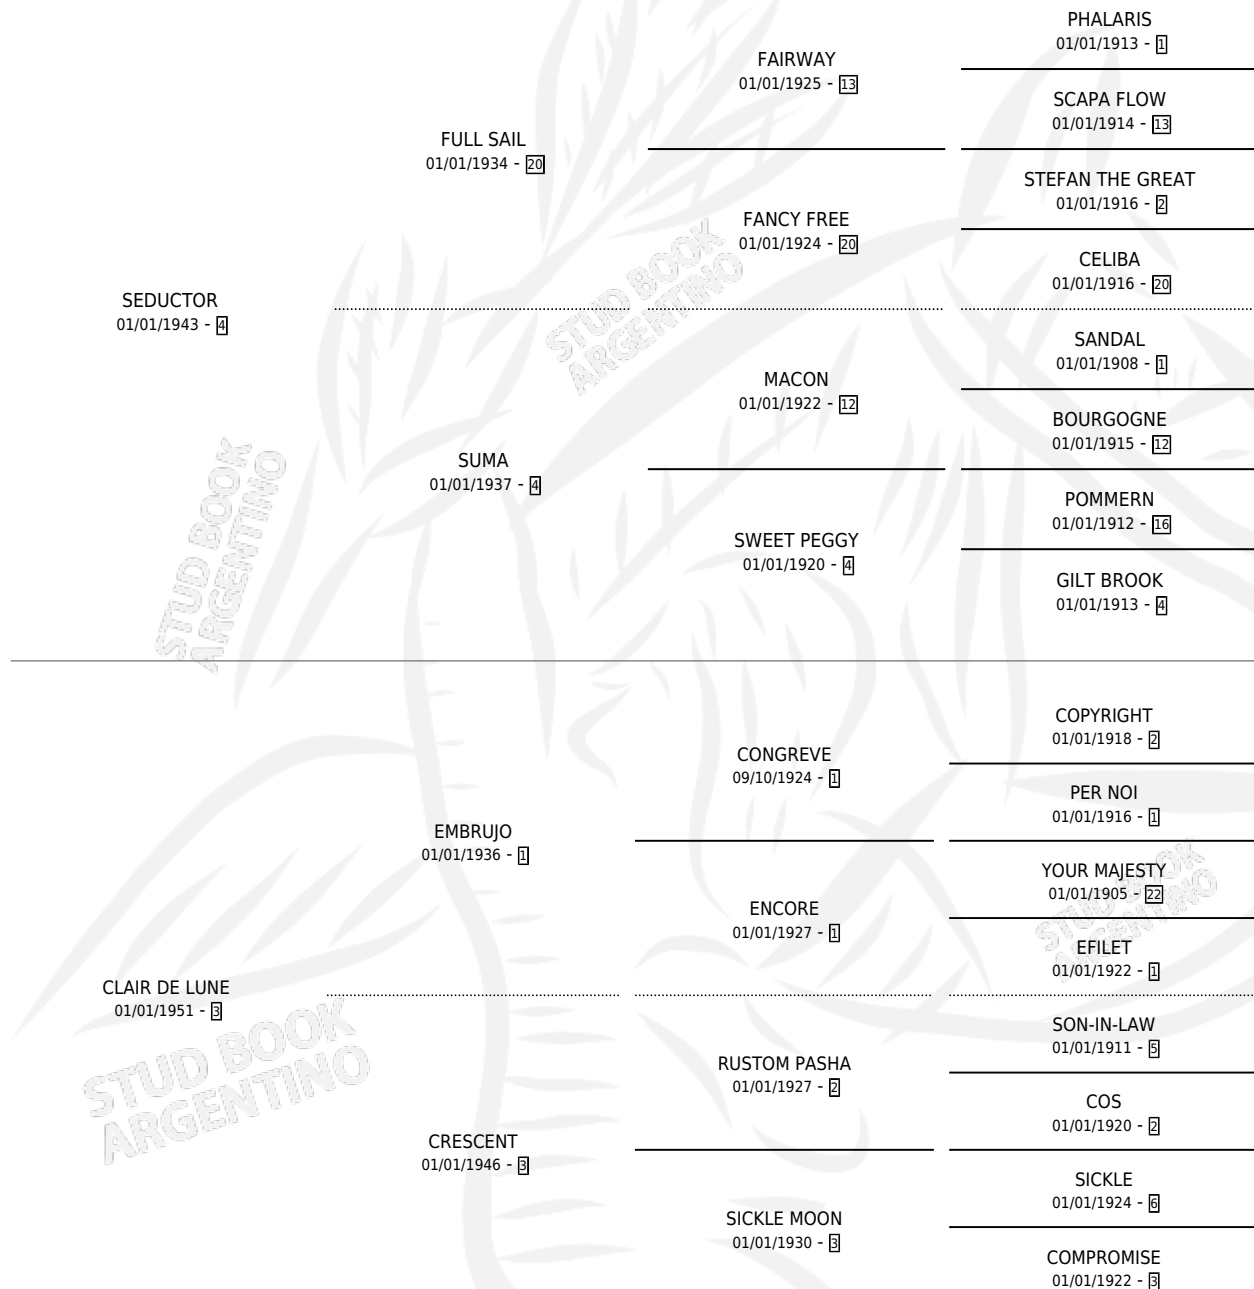 PHALARIS
01/01/1913 - 1
FAIRWAY
01/01/1925 - 13
SCAPA FLOW
01/01/1914 - 13
FULL SAIL
01/01/1934 - 20
STEFAN THE GREAT
01/01/1916 - 2
FANCY FREE
01/01/1924 - 20
CELIBA
01/01/1916 - 20
SEDUCTOR
01/01/1943 - 4
SANDAL
01/01/1908 - 1
MACON
01/01/1922 - 12
BOURGOGNE
01/01/1915 - 12
SUMA
01/01/1937 - 4
POMMERN
01/01/1912 - 16
SWEET PEGGY
01/01/1920 - 4
GILT BROOK
01/01/1913 - 4
STUD BOOK
ARGENTINO
STUD BOOK
ARGENTINO
COPYRIGHT
01/01/1918 - 2
CONGREVE
09/10/1924 - 1
PER NOI
01/01/1916 - 1
EMBRUJO
01/01/1936 - 1
YOUR MAJESTY
01/01/1905 - 22
ENCORE
01/01/1927 - 1
EFILET
01/01/1922 - 1
CLAIR DE LUNE
01/01/1951 - 3
SON-IN-LAW
01/01/1911 - 5
RUSTOM PASHA
01/01/1927 - 2
COS
01/01/1920 - 2
CRESCENT
01/01/1946 - 3
SICKLE
01/01/1924 - 6
SICKLE MOON
01/01/1930 - 3
COMPROMISE
01/01/1922 - 3
STUD BOOK
ARGENTINO
STUD BOOK
ARGENTINO